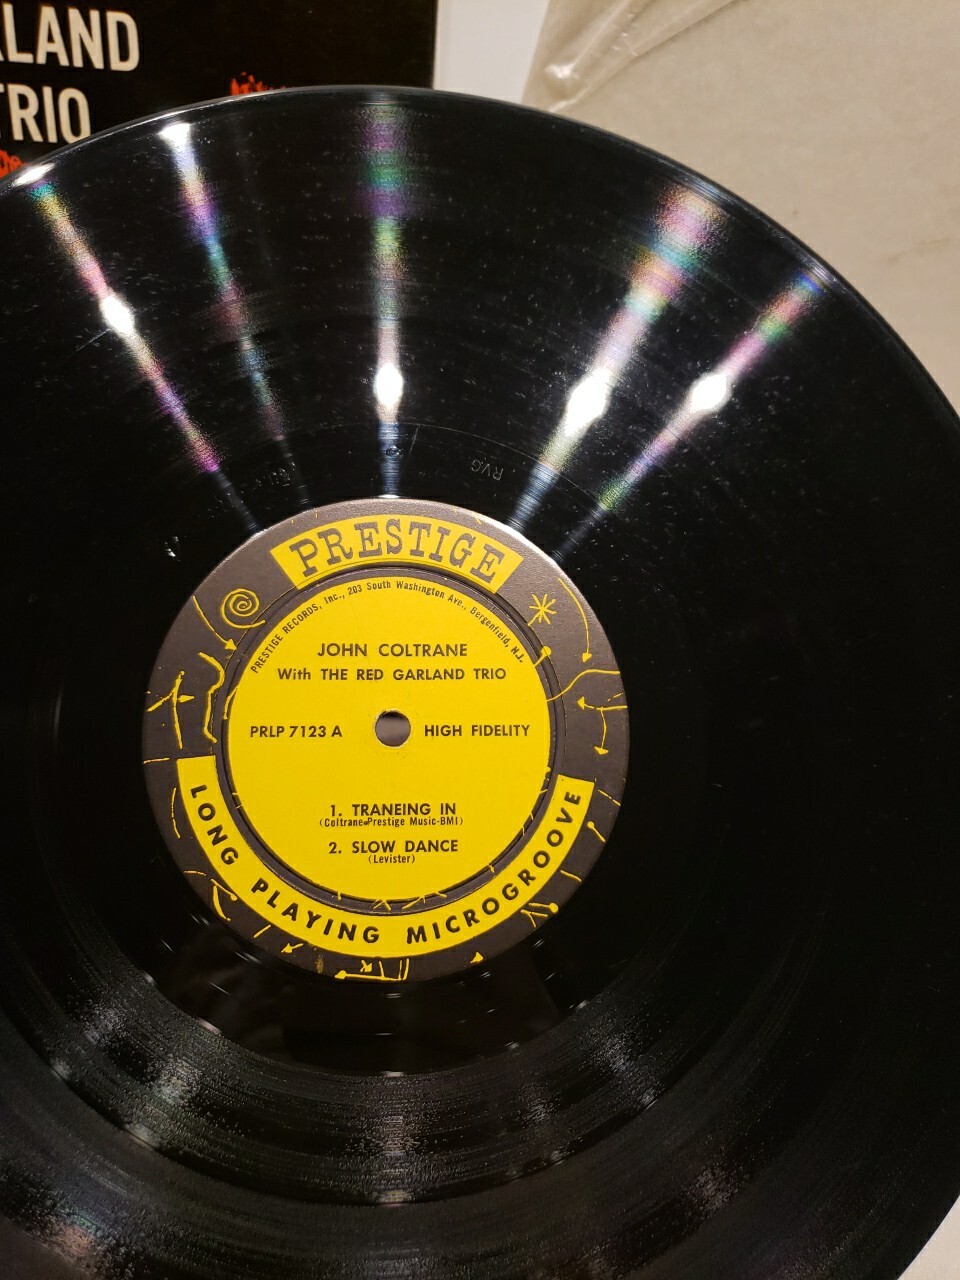 LAND
TRIO
RVG
PRESTIGE
PRESTIGE RECORDS, Inc., 203 South Washington Ave., Bergenfield, N.J.
JOHN COLTRANE
With THE RED GARLAND TRIO
PRLP 7123 A HIGH FIDELITY
1. TRANEING IN
(Coltrane-Prestige Music-BMI)
2. SLOW DANCE
(Levister)
LONG PLAYING MICROGROOVE